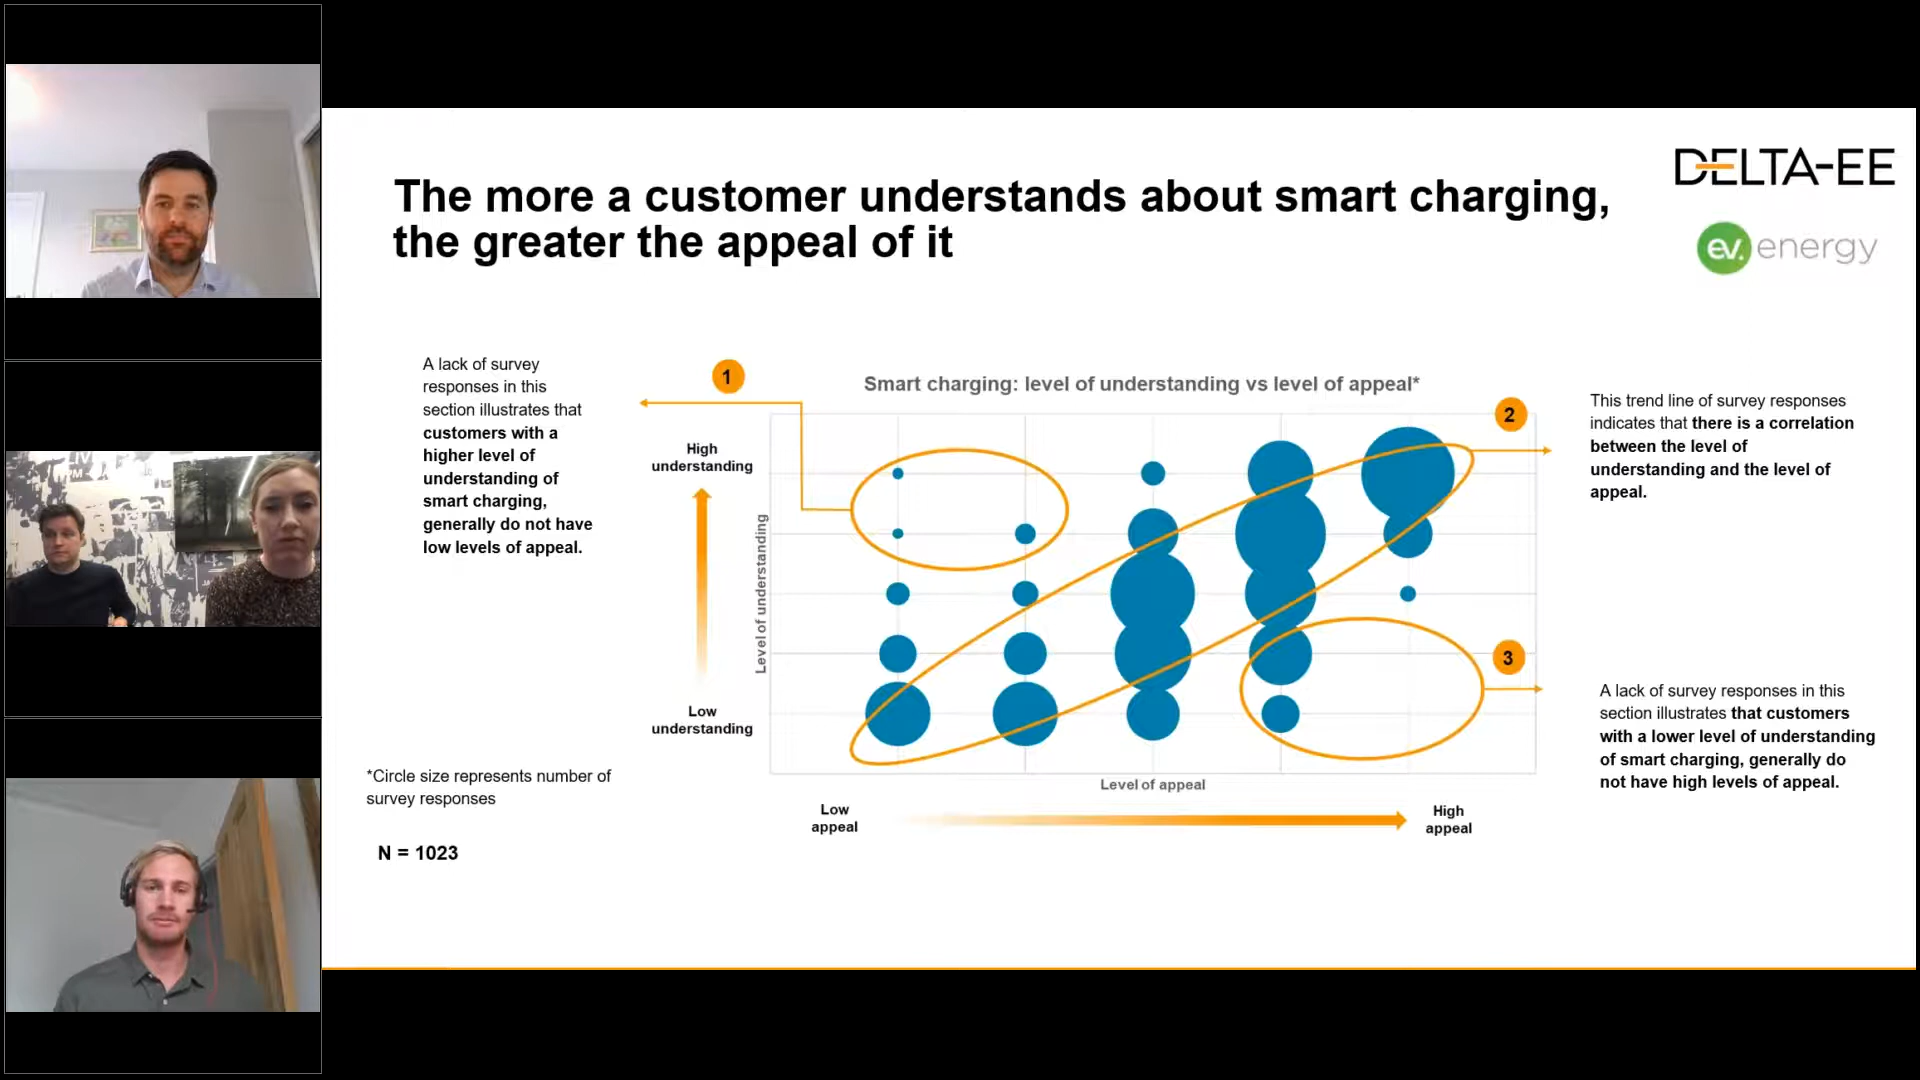 The more a customer understands about smart charging,
the greater the appeal of it
DELTA-EE
ev.energy
A lack of survey
responses in this
section illustrates that
customers with a
higher level of
understanding of
smart charging,
generally do not have
low levels of appeal.
1
Smart charging: level of understanding vs level of appeal*
High
understanding
Level of understanding
Low
understanding
2
This trend line of survey responses
indicates that there is a correlation
between the level of
understanding and the level of
appeal.
3
A lack of survey responses in this
section illustrates that customers
with a lower level of understanding
of smart charging, generally do
not have high levels of appeal.
Level of appeal
Low
appeal
High
appeal
*Circle size represents number of
survey responses
N = 1023